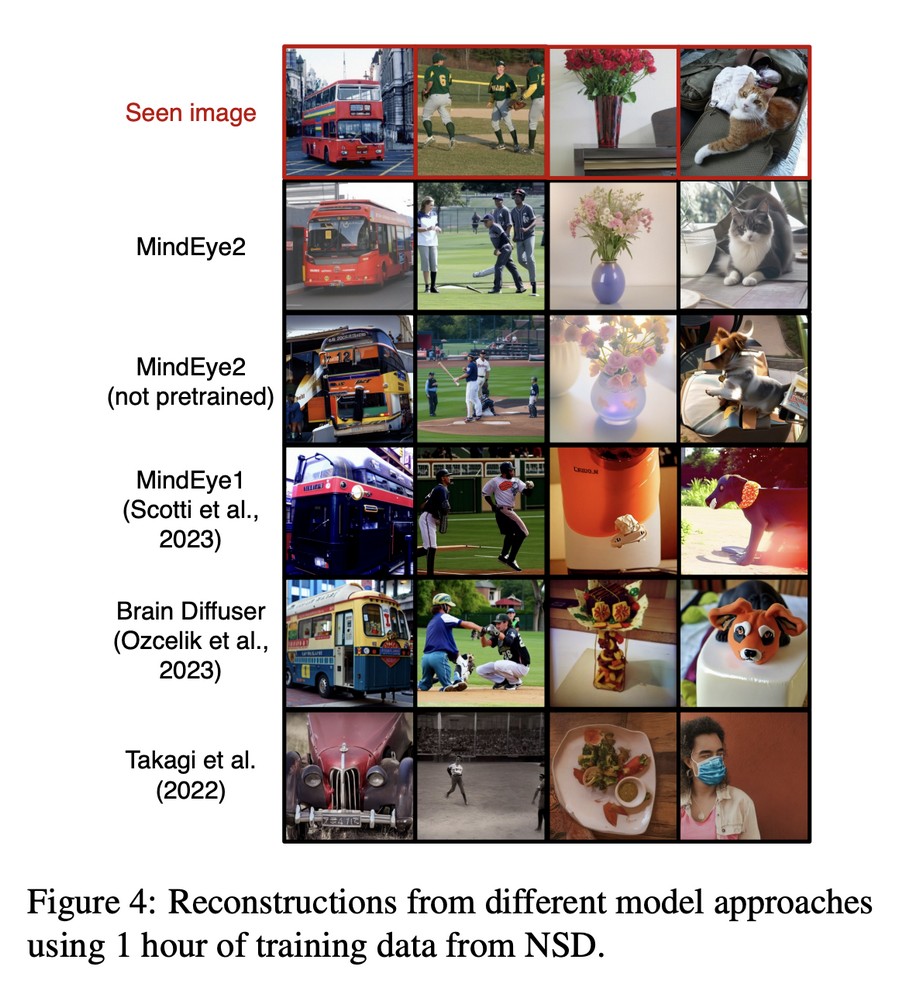 Seen image
MindEye2
MindEye2
(not pretrained)
MindEye1
(Scotti et al.,
2023)
Brain Diffuser
(Ozcelik et al.,
2023)
Takagi et al.
(2022)
Figure 4: Reconstructions from different model approaches
using 1 hour of training data from NSD.